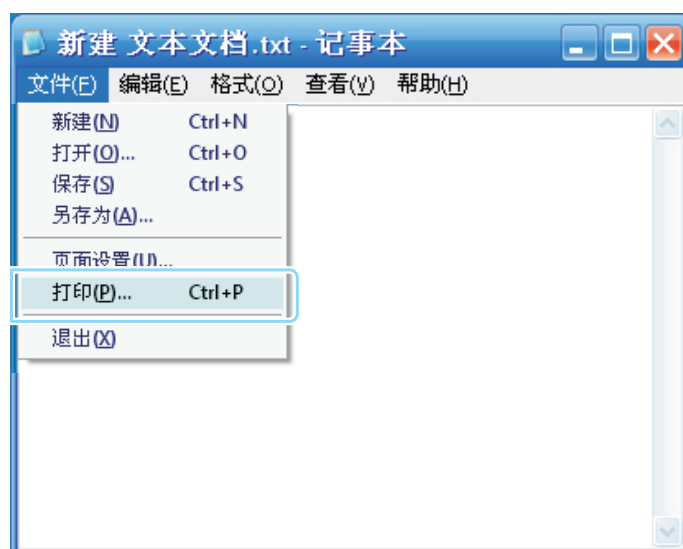 新建 文本文档.txt - 记事本
文件(F) 编辑(E) 格式(O) 查看(V) 帮助(H)
新建(N) Ctrl+N
打开(O)... Ctrl+O
保存(S) Ctrl+S
另存为(A)...
页面设置(U)...
打印(P)... Ctrl+P
退出(X)